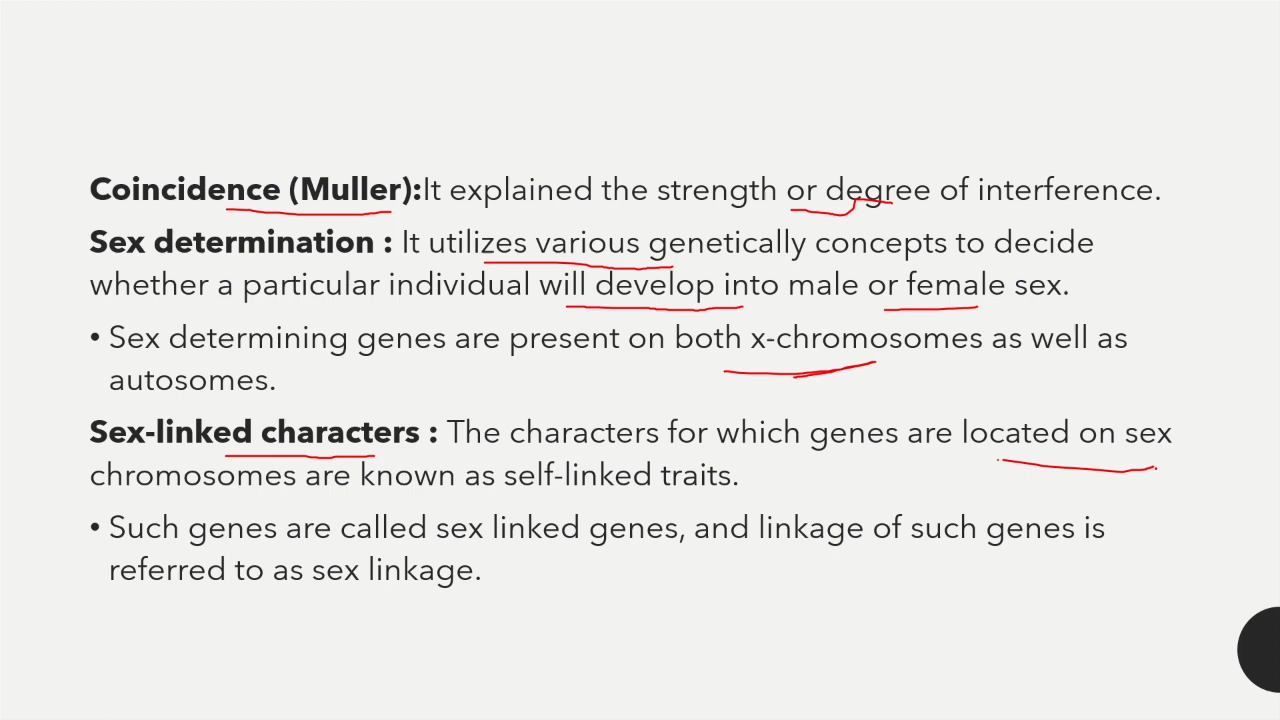 Coincidence (Muller):It explained the strength or degree of interference.
Sex determination : It utilizes various genetically concepts to decide
whether a particular individual will develop into male or female sex.
• Sex determining genes are present on both x-chromosomes as well as
autosomes.
Sex-linked characters : The characters for which genes are located on sex
chromosomes are known as self-linked traits.
• Such genes are called sex linked genes, and linkage of such genes is
referred to as sex linkage.